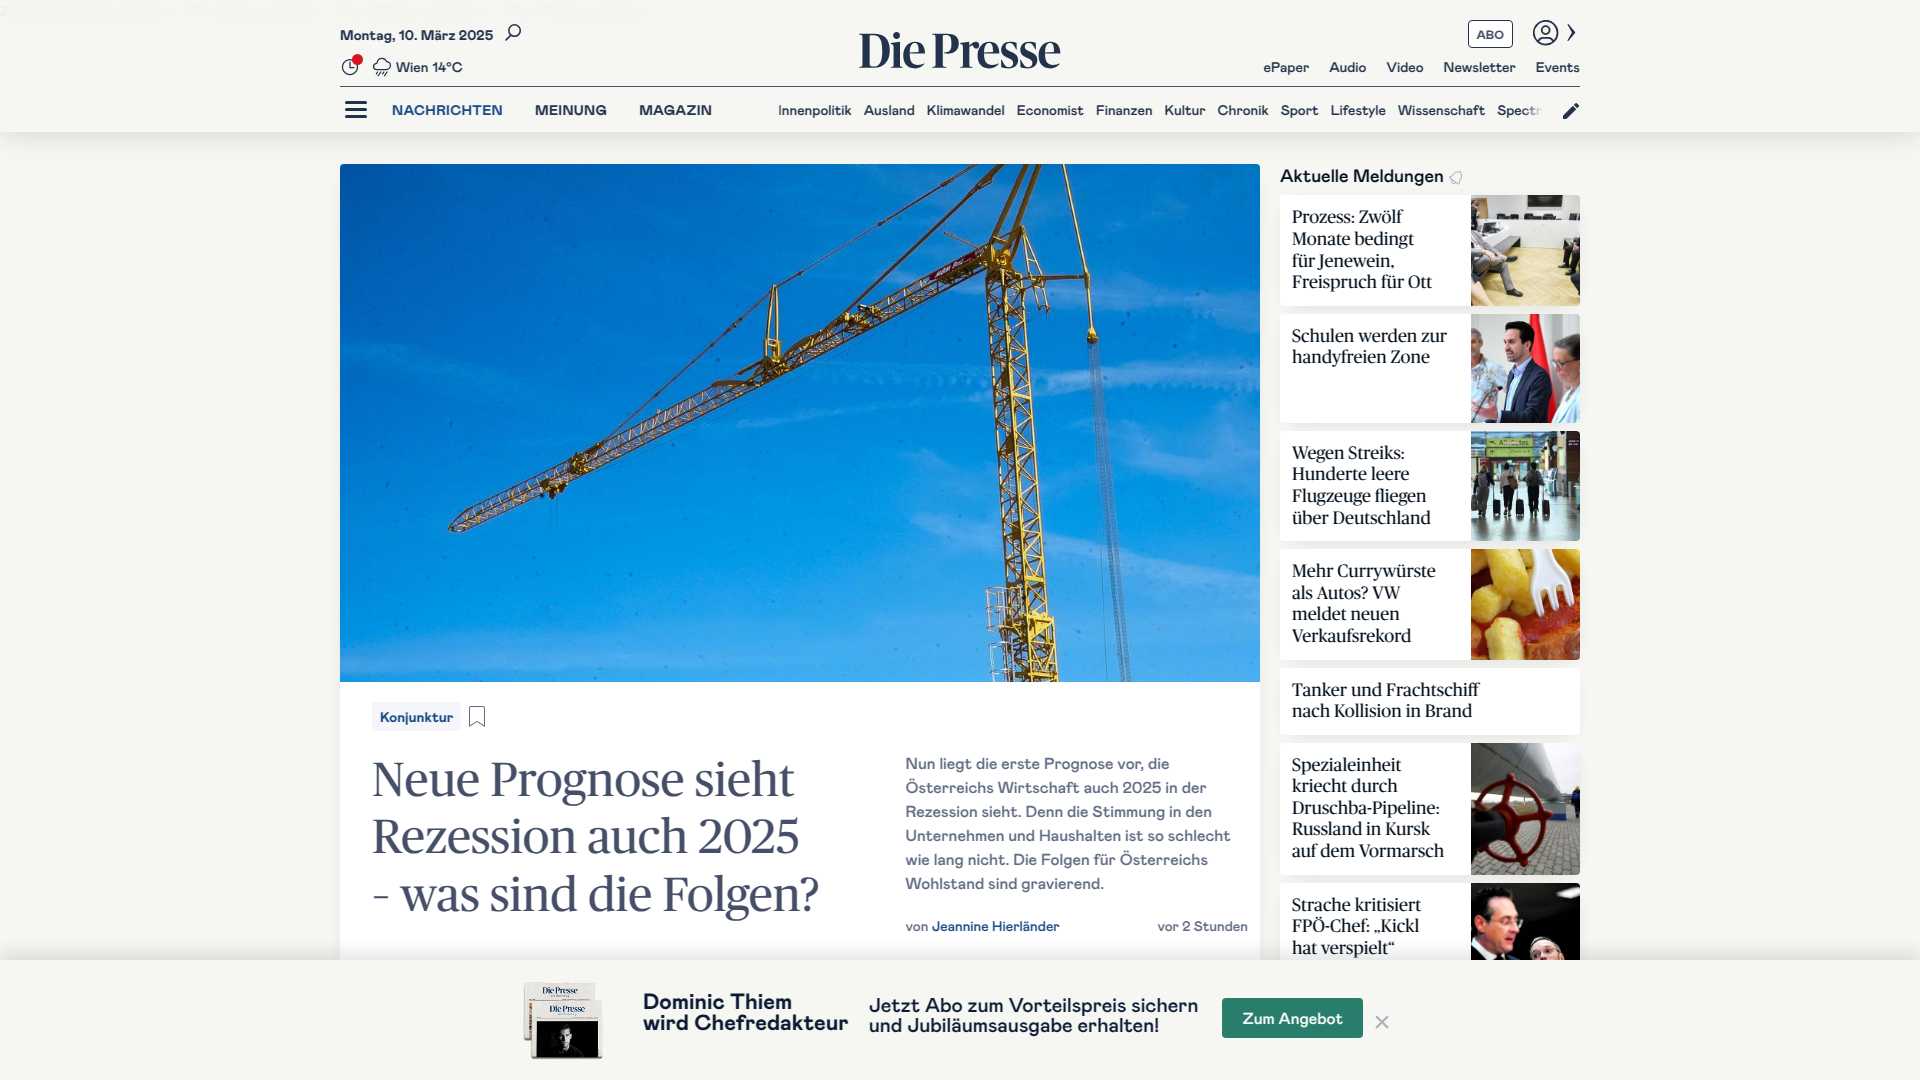 Montag, 10. März 2025
Wien 14°C
Die Presse
ABO
ePaper Audio Video Newsletter Events
NACHRICHTEN MEINUNG MAGAZIN
Innenpolitik Ausland Klimawandel Economist Finanzen Kultur Chronik Sport Lifestyle Wissenschaft Spectr
Konjunktur
Neue Prognose sieht
Rezession auch 2025
– was sind die Folgen?
Nun liegt die erste Prognose vor, die
Österreichs Wirtschaft auch 2025 in der
Rezession sieht. Denn die Stimmung in den
Unternehmen und Haushalten ist so schlecht
wie lang nicht. Die Folgen für Österreichs
Wohlstand sind gravierend.
von Jeannine Hierländer
vor 2 Stunden
Aktuelle Meldungen
Prozess: Zwölf
Monate bedingt
für Jenewein,
Freispruch für Ott
Schulen werden zur
handyfreien Zone
Wegen Streiks:
Hunderte leere
Flugzeuge fliegen
über Deutschland
Mehr Currywürste
als Autos? VW
meldet neuen
Verkaufsrekord
Tanker und Frachtschiff
nach Kollision in Brand
Spezialeinheit
kriecht durch
Druschba-Pipeline:
Russland in Kursk
auf dem Vormarsch
Strache kritisiert
FPÖ-Chef: „Kickl
hat verspielt“
Die Presse
Die Presse
Dominic Thiem
wird Chefredakteur
Jetzt Abo zum Vorteilspreis sichern
und Jubiläumsausgabe erhalten!
Zum Angebot